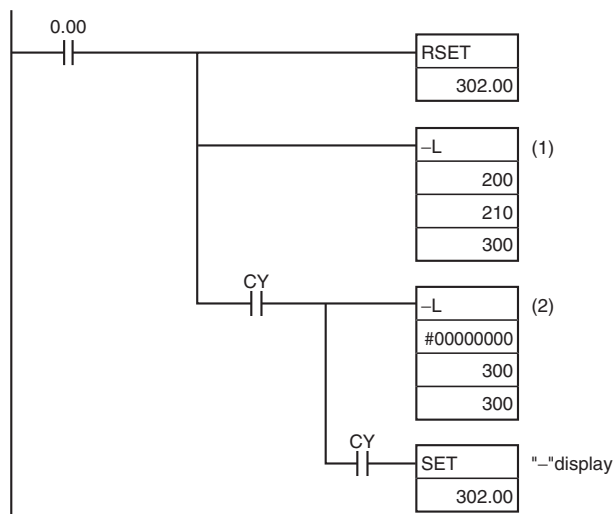 0.00
RSET
302.00
–L (1)
200
210
300
CY
–L (2)
#00000000
300
300
CY
SET "–"display
302.00